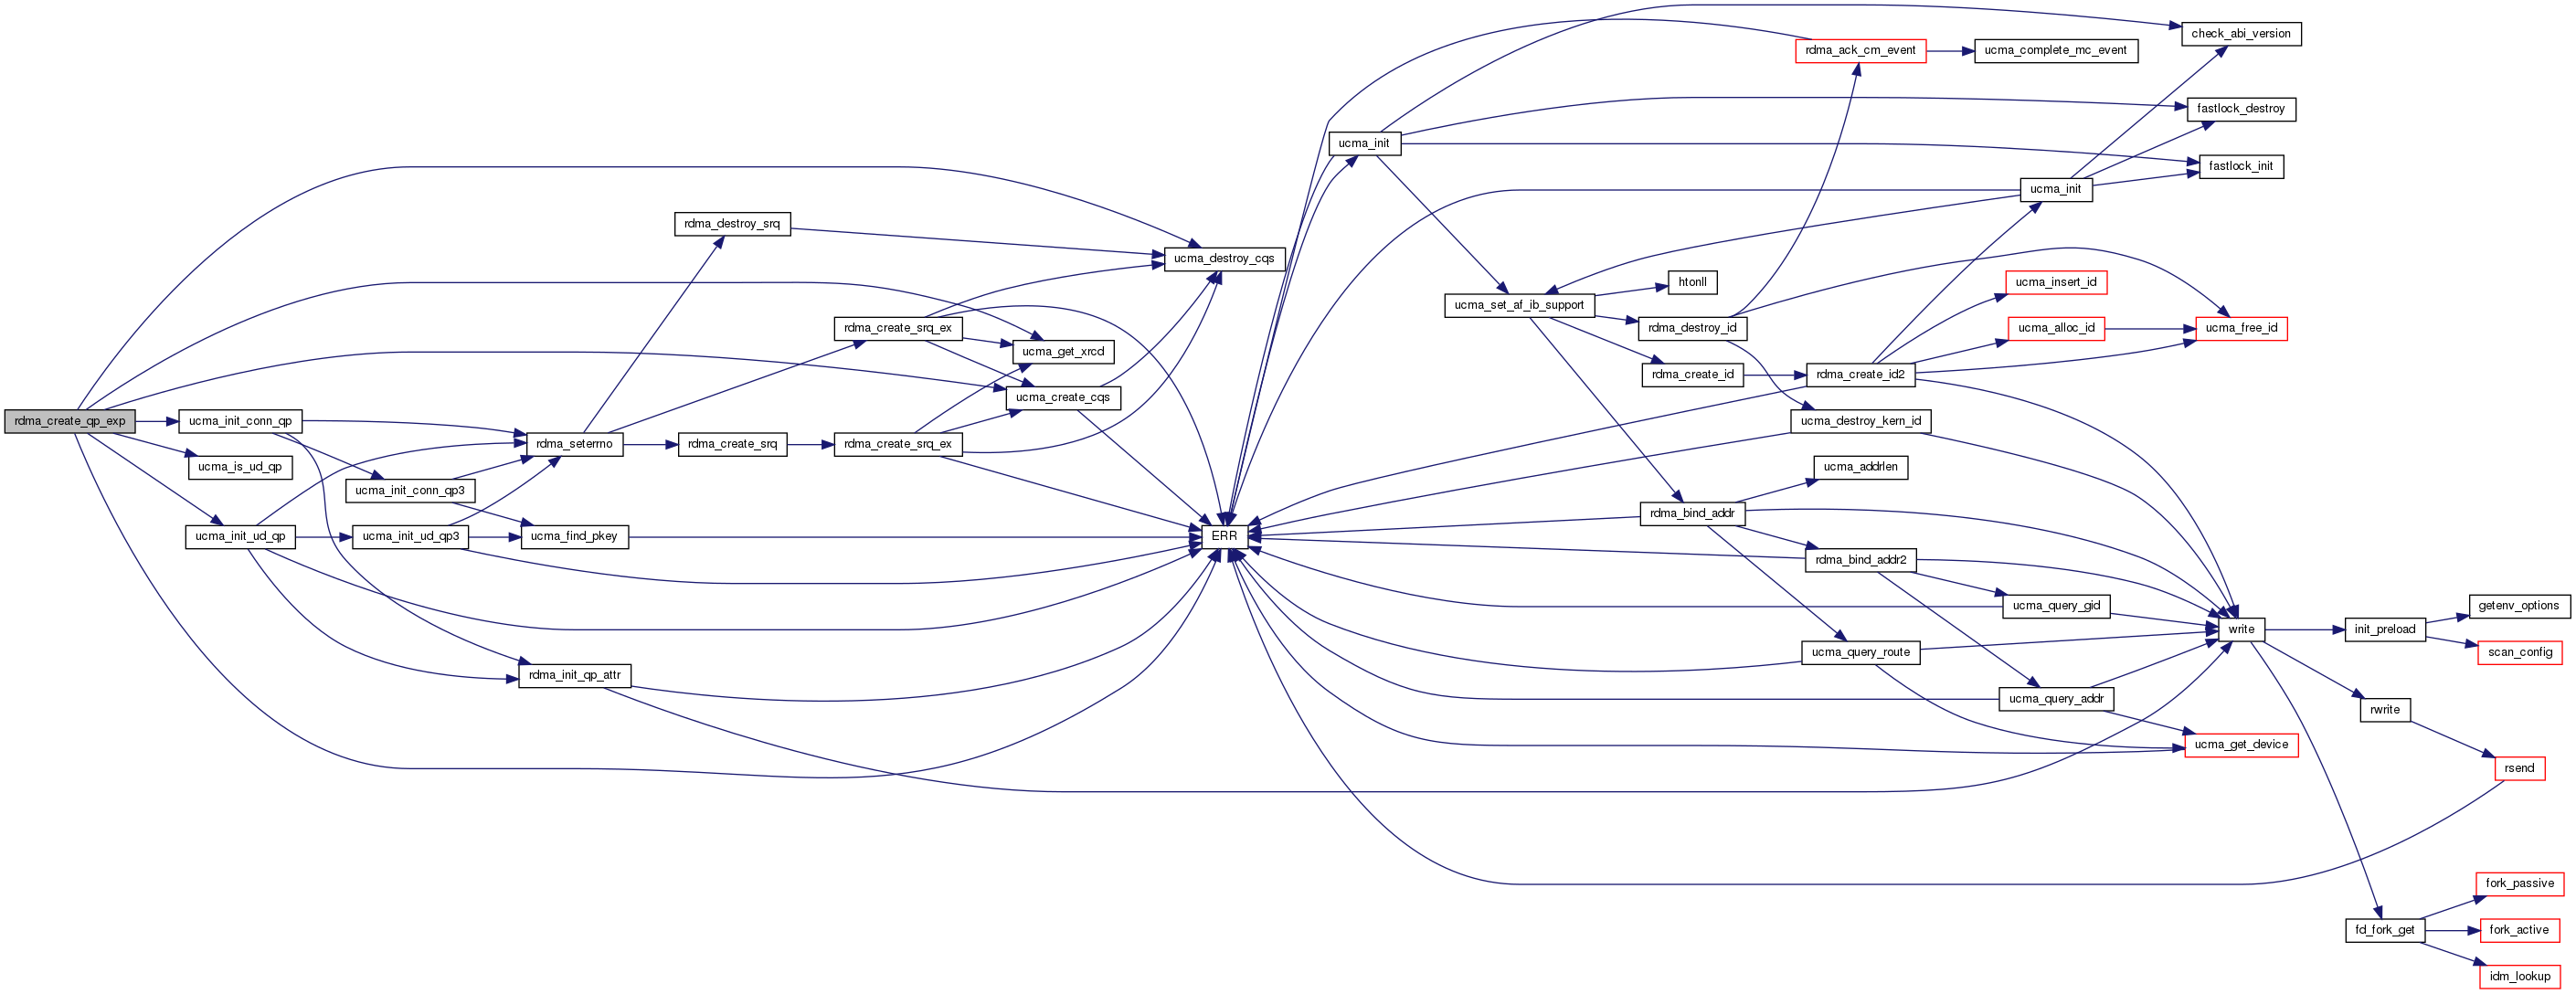 check_abi_version
rdma_ack_cm_event
ucma_complete_mc_event
fastlock_destroy
ucma_init
fastlock_init
ucma_init
rdma_destroy_srq
ucma_destroy_cqs
htonll
ucma_insert_id
ucma_set_af_ib_support
rdma_create_srq_ex
rdma_destroy_id
ucma_alloc_id
ucma_free_id
ucma_get_xrcd
rdma_create_id
rdma_create_id2
ucma_create_cqs
rdma_create_qp_exp
ucma_init_conn_qp
ucma_destroy_kern_id
rdma_seterrno
rdma_create_srq
rdma_create_srq_ex
ucma_is_ud_qp
ucma_addrlen
ucma_init_conn_qp3
rdma_bind_addr
ucma_init_ud_qp
ucma_init_ud_qp3
ucma_find_pkey
ERR
rdma_bind_addr2
ucma_query_gid
getenv_options
write
init_preload
ucma_query_route
scan_config
rdma_init_qp_attr
ucma_query_addr
rwrite
ucma_get_device
rsend
fork_passive
fd_fork_get
fork_active
idm_lookup